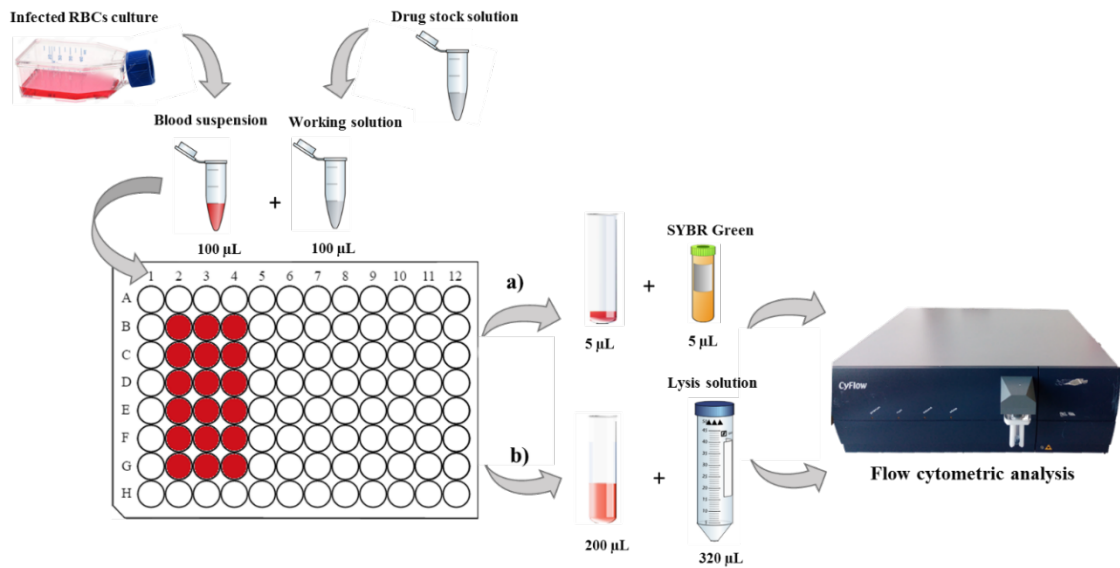 Infected RBCs culture
Drug stock solution
Blood suspension
Working solution
+
100 µL
100 µL
1 2 3 4 5 6 7 8 9 10 11 12
A
B
C
D
E
F
G
H
a)
SYBR Green
+
5 µL
5 µL
b)
Lysis solution
+
200 µL
320 µL
CyFlow
Flow cytometric analysis